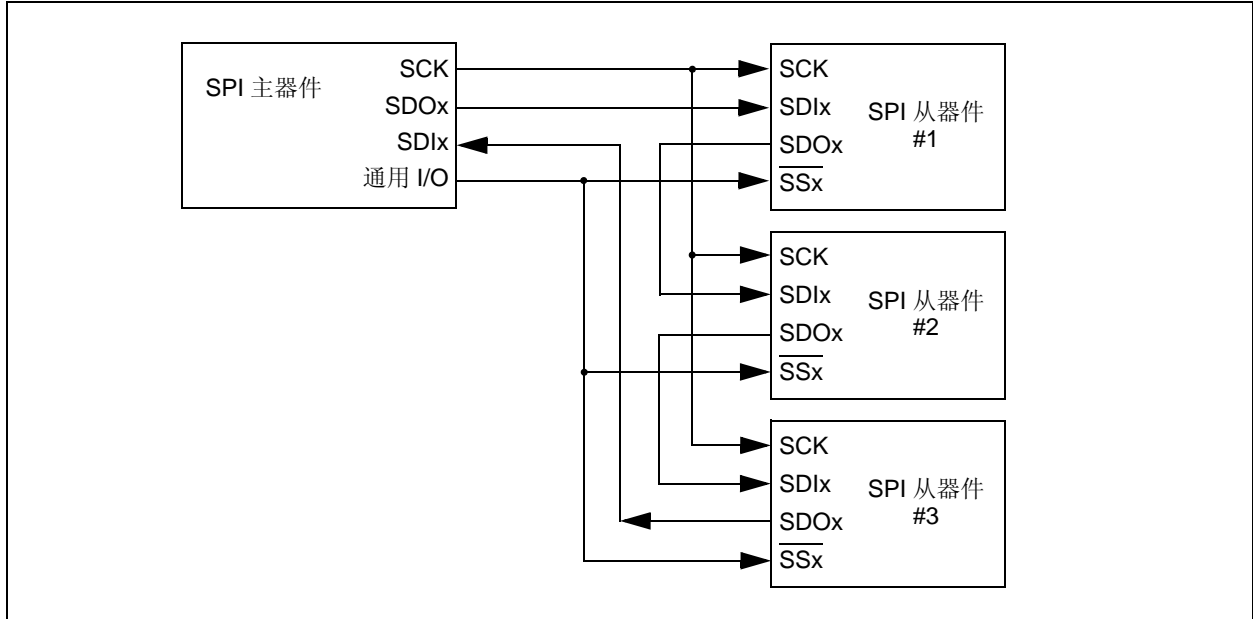 SPI 主器件
SCK
SDOx
SDIx
通用 I/O
SCK
SDIx
SDOx
SSx
SPI 从器件
#1
SCK
SDIx
SDOx
SSx
SPI 从器件
#2
SCK
SDIx
SDOx
SSx
SPI 从器件
#3